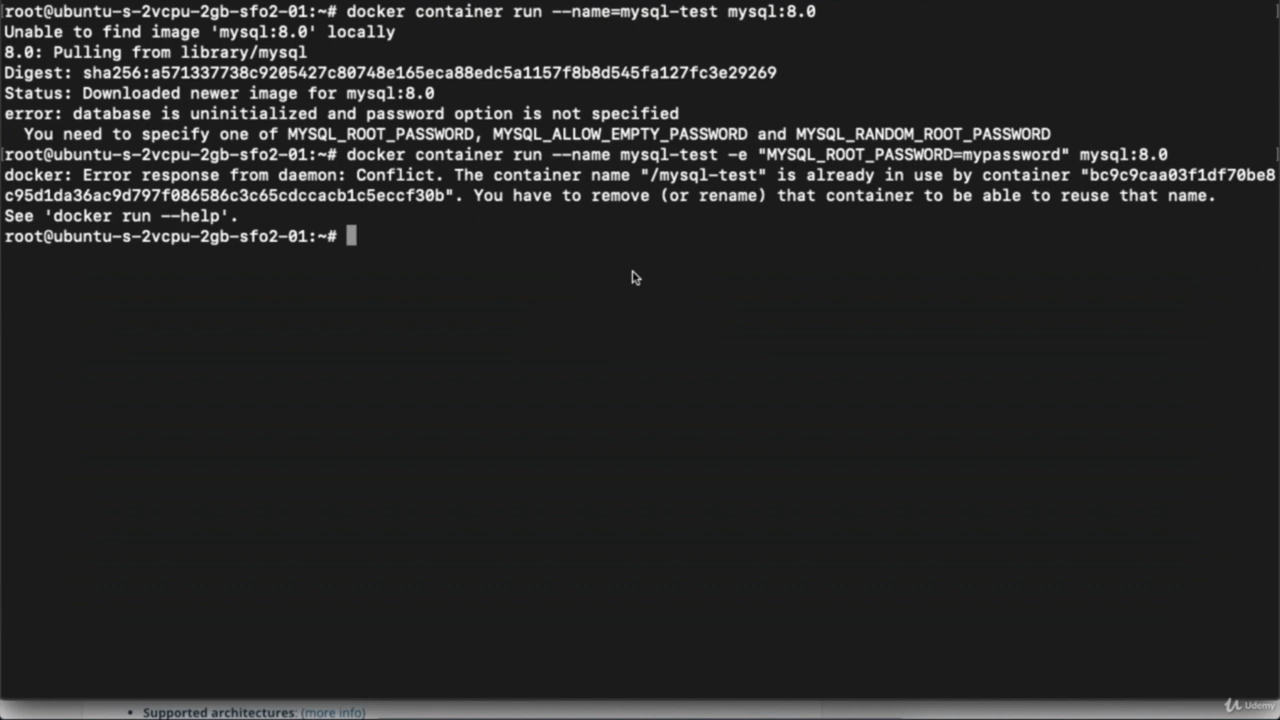 root@ubuntu-s-2vcpu-2gb-sfo2-01:~# docker container run --name=mysql-test mysql:8.0
Unable to find image 'mysql:8.0' locally
8.0: Pulling from library/mysql
Digest: sha256:a571337738c9205427c80748e165eca88edc5a1157f8b8d545fa127fc3e29269
Status: Downloaded newer image for mysql:8.0
error: database is uninitialized and password option is not specified
  You need to specify one of MYSQL_ROOT_PASSWORD, MYSQL_ALLOW_EMPTY_PASSWORD and MYSQL_RANDOM_ROOT_PASSWORD
root@ubuntu-s-2vcpu-2gb-sfo2-01:~# docker container run --name mysql-test -e "MYSQL_ROOT_PASSWORD=mypassword" mysql:8.0
docker: Error response from daemon: Conflict. The container name "/mysql-test" is already in use by container "bc9c9caa03f1df70be8
c95d1da36ac9d797f086586c3c65cdccacb1c5eccf30b". You have to remove (or rename) that container to be able to reuse that name.
See 'docker run --help'.
root@ubuntu-s-2vcpu-2gb-sfo2-01:~#
• Supported architectures: (more info)
Udemy